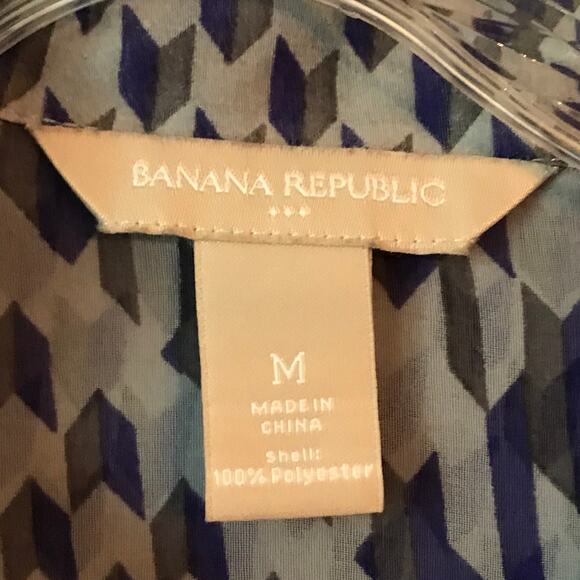 BANANA REPUBLIC
M
MADE IN
CHINA
Shell:
100% Polyester